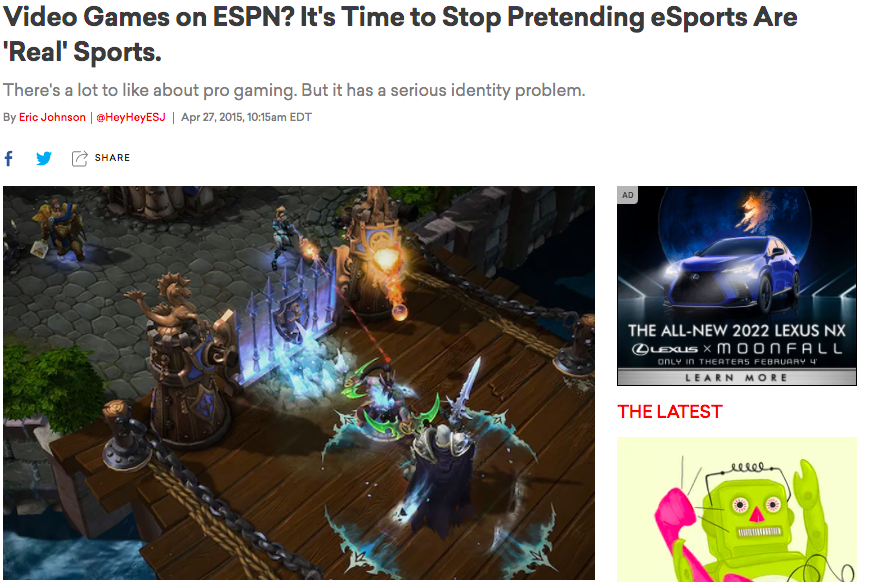 Video Games on ESPN? It's Time to Stop Pretending eSports Are
'Real' Sports.
There's a lot to like about pro gaming. But it has a serious identity problem.
By Eric Johnson | @HeyHeyESJ | Apr 27, 2015, 10:15am EDT
SHARE
AD
THE ALL-NEW 2022 LEXUS NX
LEXUS × MOONFALL
ONLY IN THEATERS FEBRUARY 4
LEARN MORE
THE LATEST